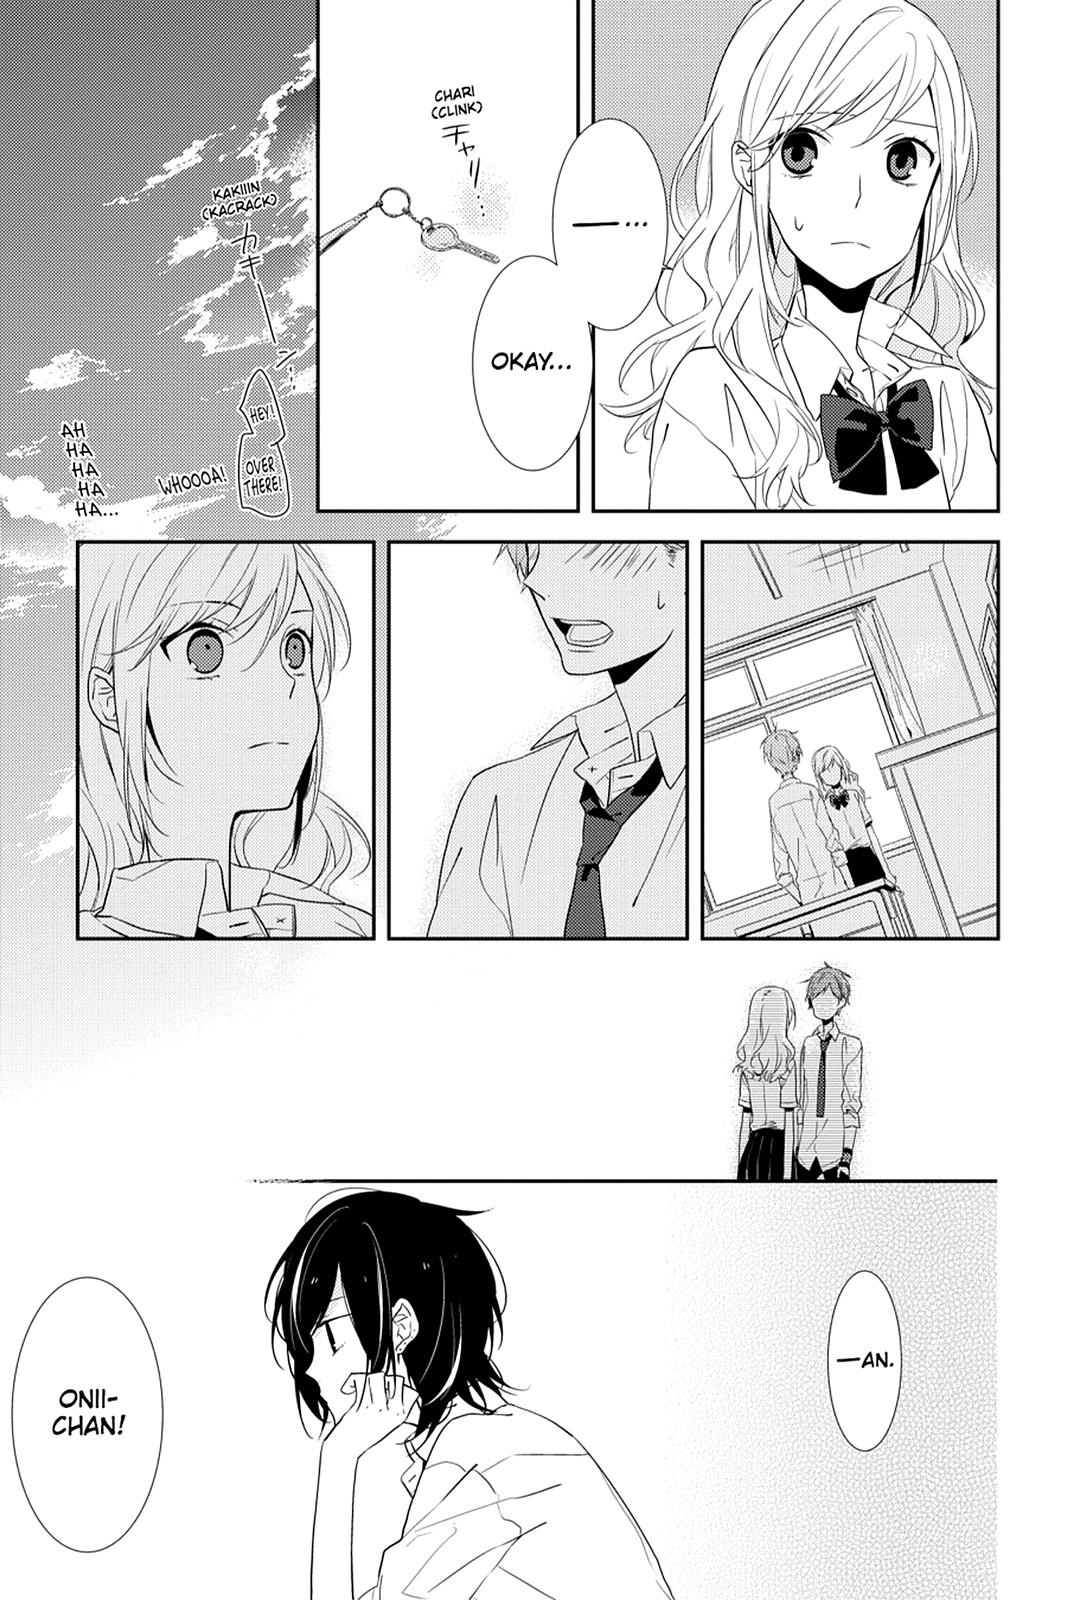 —...
OKAY...
CHARI
(CLINK)
チャリ…
KAKIIIN
(KACRACK)
カキーーン…
HEY!
OVER
THERE!
WHOOOA!
AH
HA
HA
HA
HA...
—AN.
ONII-
CHAN!